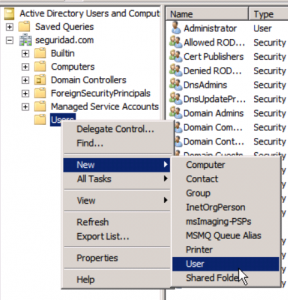 Active Directory Users and Comput
Saved Queries
seguridad.com
Builtin
Computers
Domain Controllers
ForeignSecurityPrincipals
Managed Service Accounts
Users
Name
Type
Administrator
User
Allowed ROD...
Security
Cert Publishers
Security
Denied ROD...
Security
DnsAdmins
Security
DnsUpdatePr...
Security
Domain Admins
Security
Domain Com...
Security
Domain Cont...
Security
Domain Guests
Security
Delegate Control...
Find...
New
All Tasks
View
Refresh
Export List...
Properties
Help
Computer
Contact
Group
InetOrgPerson
msImaging-PSPs
MSMQ Queue Alias
Printer
User
Shared Folder